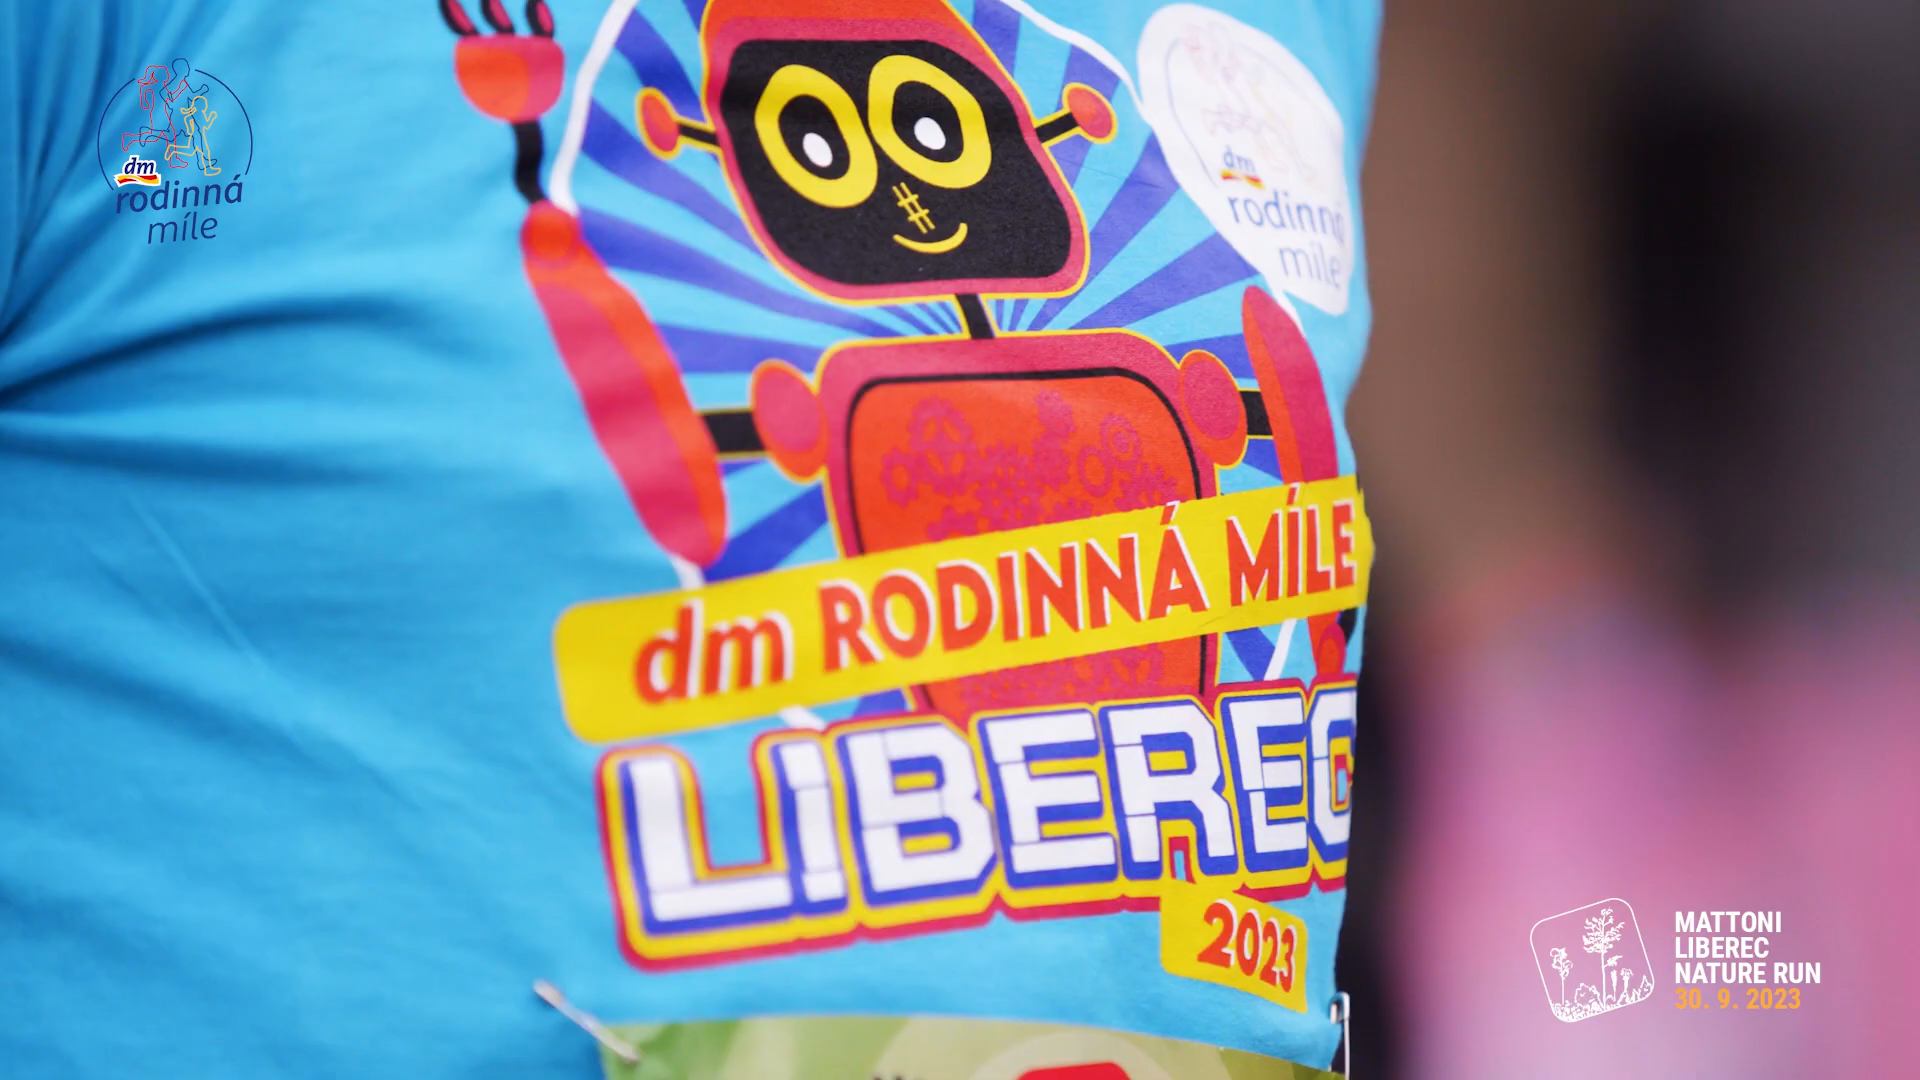 dm
rodinná
míle
dm
rodinná
míle
dm RODINNÁ MÍLE
LIBEREC
2023
MATTONI
LIBEREC
NATURE RUN
30. 9. 2023